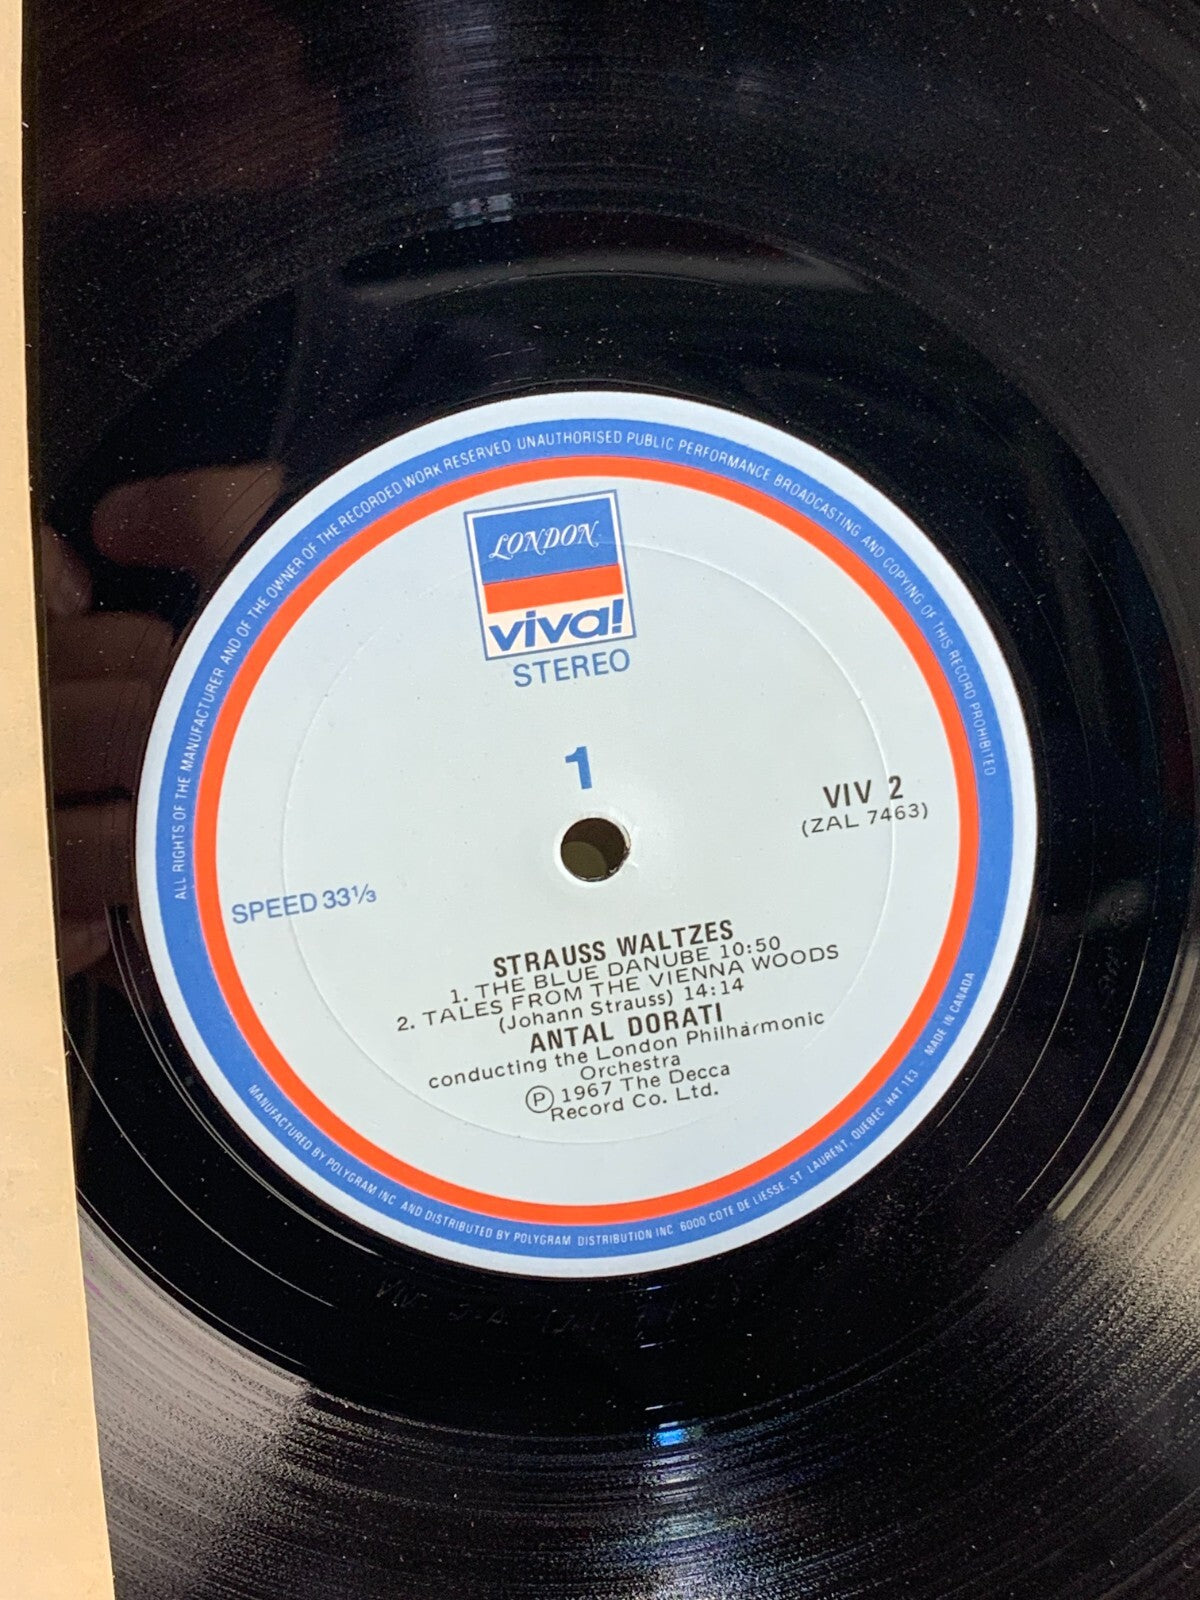 ALL RIGHTS OF THE MANUFACTURER AND OF THE OWNER OF THE RECORDED WORK RESERVED UNAUTHORISED PUBLIC PERFORMANCE BROADCASTING AND COPYING OF THIS RECORD PROHIBITED
LONDON
viva!
STEREO
1
VIV 2
(ZAL 7463)
SPEED 33⅓
STRAUSS WALTZES
1. THE BLUE DANUBE 10:50
2. TALES FROM THE VIENNA WOODS
(Johann Strauss) 14:14
ANTAL DORATI
conducting the London Philharmonic
Orchestra
℗ 1967 The Decca
Record Co. Ltd.
MANUFACTURED BY POLYGRAM INC AND DISTRIBUTED BY POLYGRAM DISTRIBUTION INC 6000 COTE DE LIESSE, ST LAURENT, QUEBEC H4T 1E3 - MADE IN CANADA